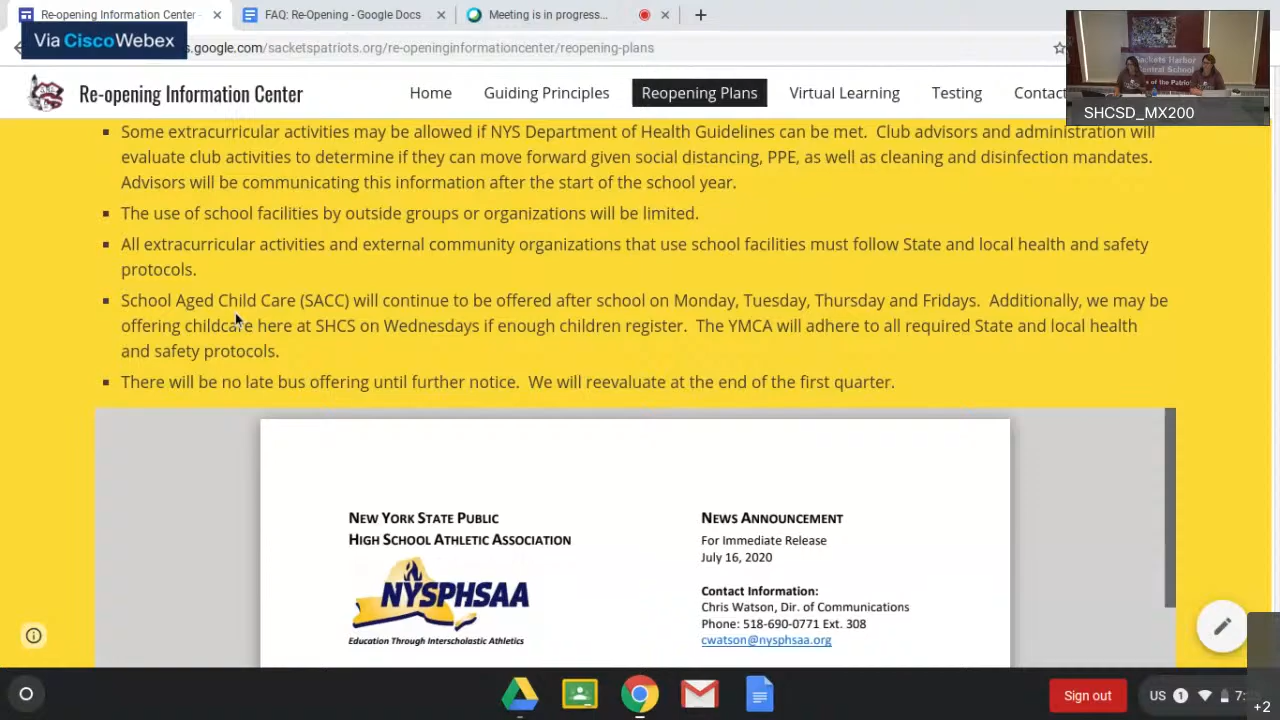 Re-opening Information Center
FAQ: Re-Opening - Google Docs
Meeting is in progress...
Via Cisco Webex
s.google.com/sacketspatriots.org/re-openinginformationcenter/reopening-plans
Sackets Harbor
Central School
of the Patriots
SHCSD_MX200
Re-opening Information Center
Guiding Principles
Reopening Plans
Virtual Learning
Testing
Contact
▪ Some extracurricular activities may be allowed if NYS Department of Health Guidelines can be met. Club advisors and administration will
evaluate club activities to determine if they can move forward given social distancing, PPE, as well as cleaning and disinfection mandates.
Advisors will be communicating this information after the start of the school year.
▪ The use of school facilities by outside groups or organizations will be limited.
▪ All extracurricular activities and external community organizations that use school facilities must follow State and local health and safety
protocols.
▪ School Aged Child Care (SACC) will continue to be offered after school on Monday, Tuesday, Thursday and Fridays. Additionally, we may be
offering childcare here at SHCS on Wednesdays if enough children register. The YMCA will adhere to all required State and local health
and safety protocols.
▪ There will be no late bus offering until further notice. We will reevaluate at the end of the first quarter.
NEW YORK STATE PUBLIC
HIGH SCHOOL ATHLETIC ASSOCIATION
NYSPHSAA
Education Through Interscholastic Athletics
NEWS ANNOUNCEMENT
For Immediate Release
July 16, 2020
Contact Information:
Chris Watson, Dir. of Communications
Phone: 518-690-0771 Ext. 308
cwatson@nysphsaa.org
Sign out
US
1
+2